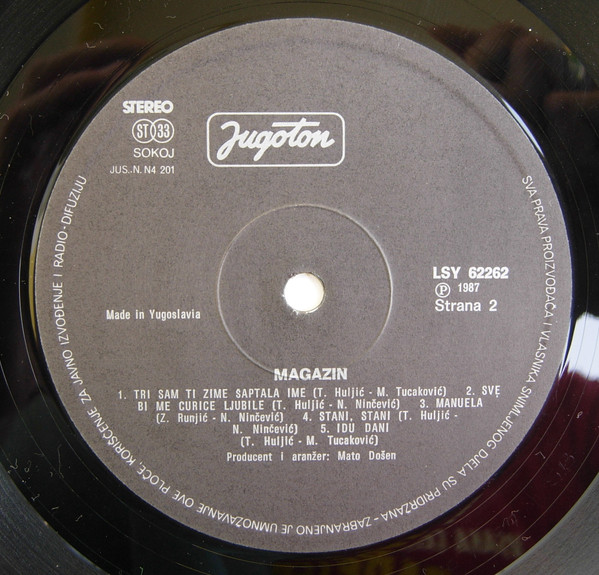 STEREO
ST 33
SOKOJ
JUS. N. N4 201
Jugoton
LSY 62262
Ⓟ 1987
Strana 2
Made in Yugoslavia
MAGAZIN
1. TRI SAM TI ZIME ŠAPTALA IME (T. Huljić - M. Tucaković) 2. SVE
BI ME CURICE LJUBILE (T. Huljić - N. Ninčević) 3. MANUELA
(Z. Runjić - N. Ninčević) 4. STANI, STANI (T. Huljić -
N. Ninčević) 5. IDU DANI
(T. Huljić - M. Tucaković)
Producent i aranžer: Mato Došen
SVA PRAVA PROIZVOĐAČA I VLASNIKA SNIMLJENOG DJELA SU PRIDRŽANA - ZABRANJENO JE UMNOŽAVANJE OVE PLOČE, KORIŠĆENJE ZA JAVNO IZVOĐENJE I RADIO-DIFUZIJU